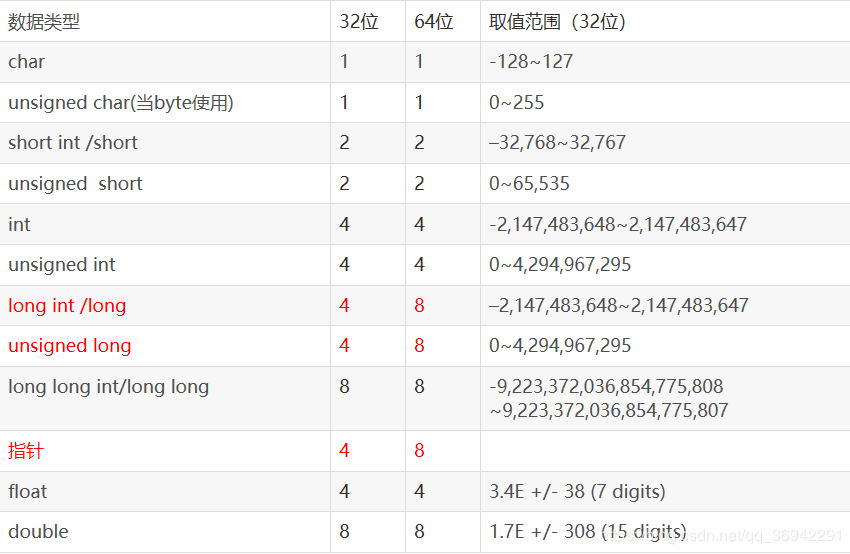 数据类型 32位 64位 取值范围（32位）
char 1 1 -128~127
unsigned char(当byte使用) 1 1 0~255
short int /short 2 2 –32,768~32,767
unsigned  short 2 2 0~65,535
int 4 4 -2,147,483,648~2,147,483,647
unsigned int 4 4 0~4,294,967,295
long int /long 4 8 –2,147,483,648~2,147,483,647
unsigned long 4 8 0~4,294,967,295
long long int/long long 8 8 -9,223,372,036,854,775,808
~9,223,372,036,854,775,807
指针 4 8
float 4 4 3.4E +/- 38 (7 digits)
double 8 8 1.7E +/- 308 (15 digits)